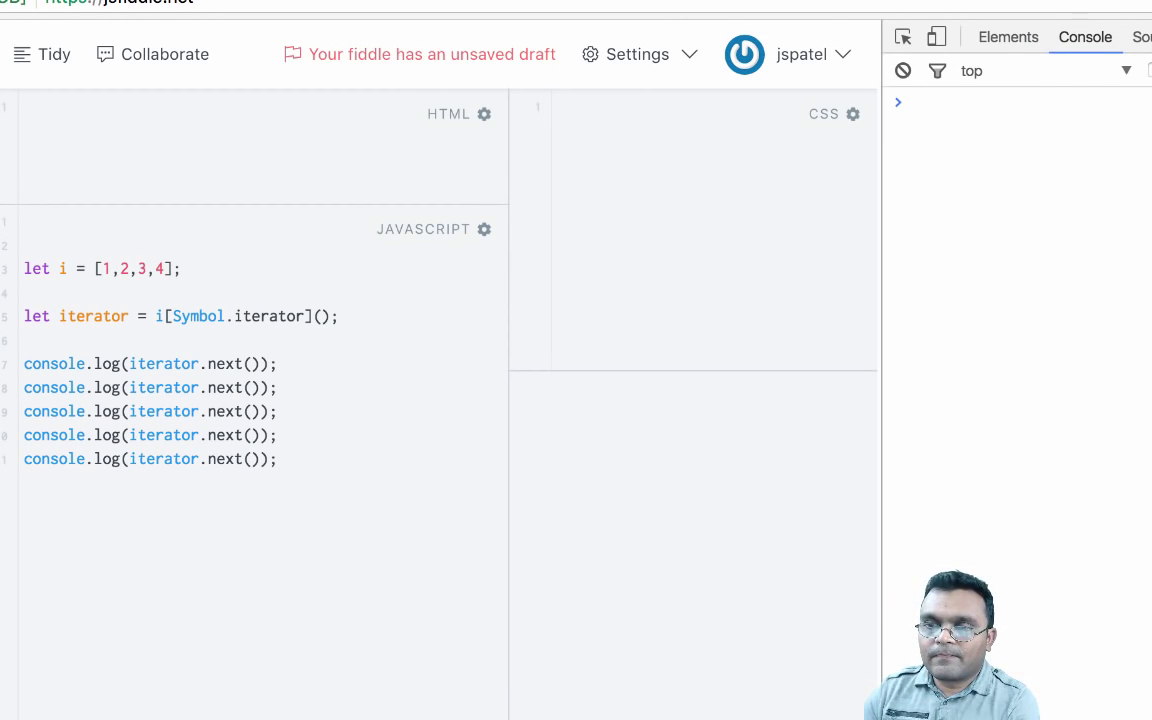 DB] https://jsfiddle.net
Tidy Collaborate Your fiddle has an unsaved draft Settings jspatel
Elements Console Sou
top
HTML
1
CSS
1
JAVASCRIPT
1
2
3 let i = [1,2,3,4];
4
5 let iterator = i[Symbol.iterator]();
6
7 console.log(iterator.next());
8 console.log(iterator.next());
9 console.log(iterator.next());
0 console.log(iterator.next());
1 console.log(iterator.next());